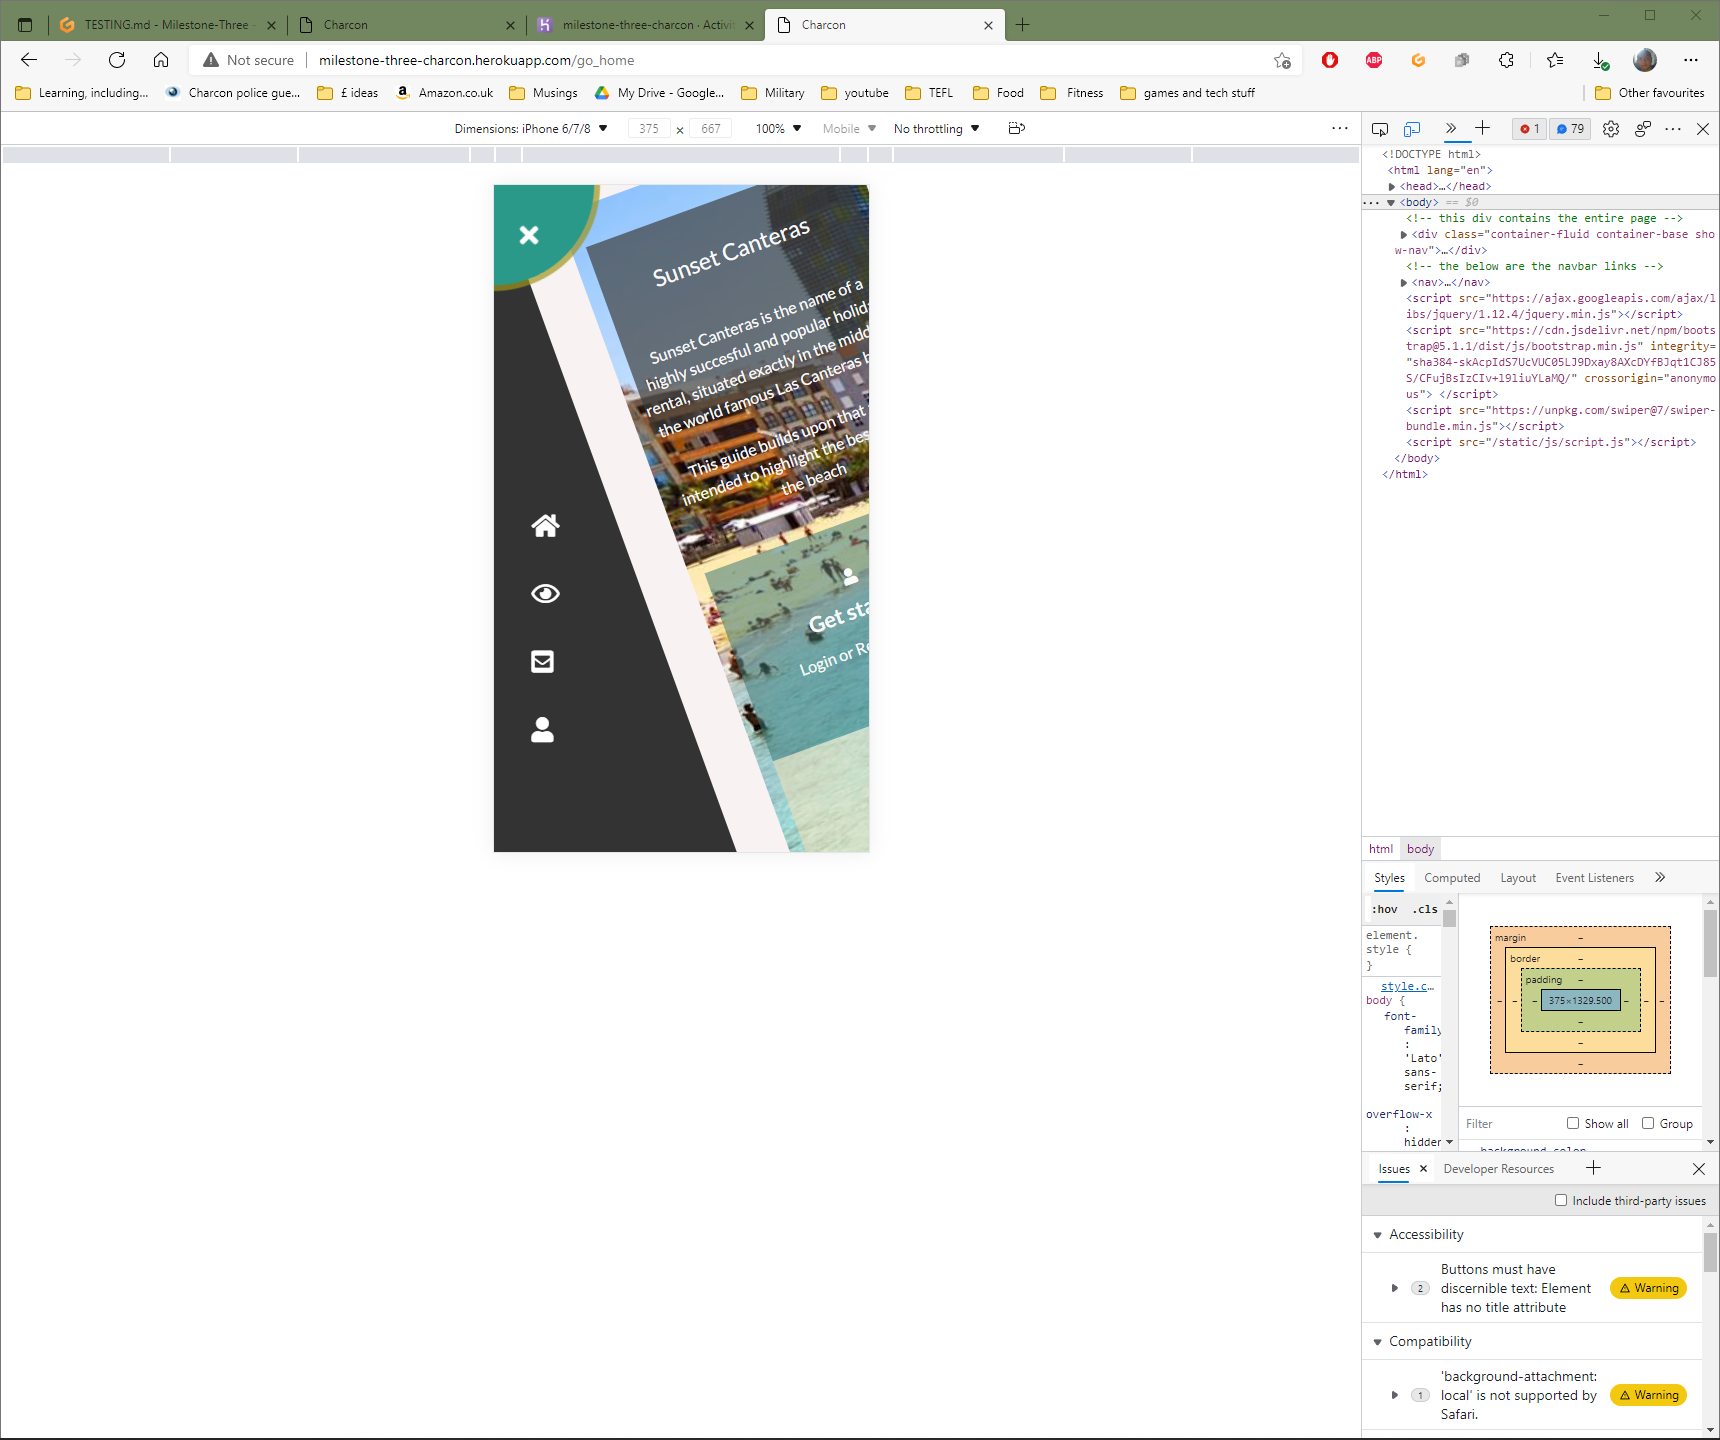 TESTING.md - Milestone-Three -
Charcon
milestone-three-charcon · Activit
Charcon
Not secure
milestone-three-charcon.herokuapp.com/go_home
ABP
Learning, including...
Charcon police gue...
£ ideas
Amazon.co.uk
Musings
My Drive - Google...
Military
youtube
TEFL
Food
Fitness
games and tech stuff
Other favourites
Dimensions: iPhone 6/7/8
375
×
667
100%
Mobile
No throttling
1
79
<!DOCTYPE html>
<html lang="en">
<head>…</head>
<body> == $0
<!-- this div contains the entire page -->
<div class="container-fluid container-base sho
w-nav">…</div>
<!-- the below are the navbar links -->
<nav>…</nav>
<script src="https://ajax.googleapis.com/ajax/l
ibs/jquery/1.12.4/jquery.min.js"></script>
<script src="https://cdn.jsdelivr.net/npm/boots
trap@5.1.1/dist/js/bootstrap.min.js" integrity=
"sha384-skAcpIdS7UcVUC05LJ9Dxay8AXcDYfBJqt1CJ85
S/CFujBsIzCIv+l9liuYLaMQ/" crossorigin="anonymo
us"> </script>
<script src="https://unpkg.com/swiper@7/swiper-
bundle.min.js"></script>
<script src="/static/js/script.js"></script>
</body>
</html>
Sunset Canteras
Sunset Canteras is the name of a
highly succesful and popular holida
rental, situated exactly in the midd
the world famous Las Canteras b
This guide builds upon that
intended to highlight the bes
the beach
Get sta
Login or Re
html
body
Styles
Computed
Layout
Event Listeners
:hov
.cls
element.
style {
}
style.c…
body {
font-
family
:
'Lato'
sans-
serif;
overflow-x
:
hidden
margin
border
padding
375×1329.500
Filter
Show all
Group
background-color
Issues
Developer Resources
Include third-party issues
Accessibility
2
Buttons must have
discernible text: Element
has no title attribute
Warning
Compatibility
1
'background-attachment:
local' is not supported by
Safari.
Warning